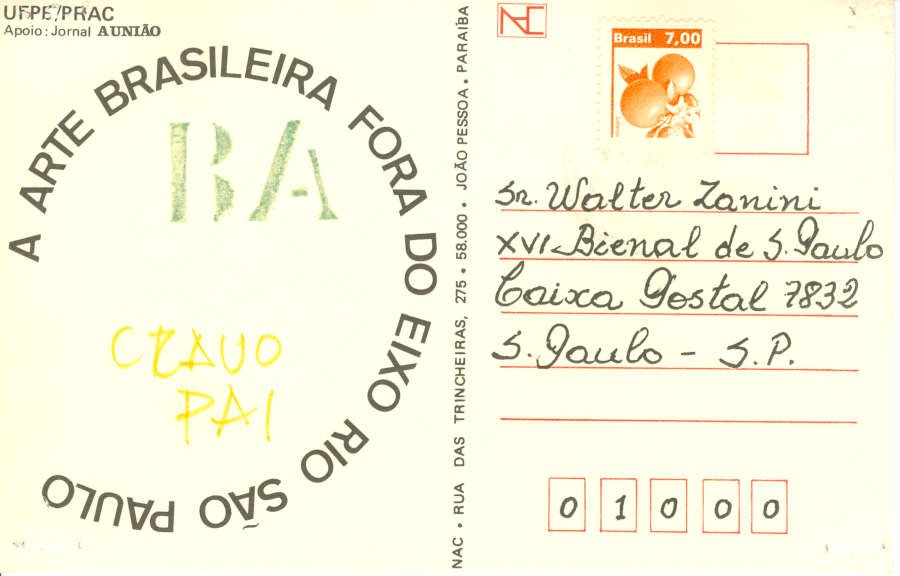 UFPE/PRAC
Apoio: Jornal A UNIÃO
A ARTE BRASILEIRA FORA DO EIXO RIO SÃO PAULO
BA
CRAVO
PAI
NAC • RUA DAS TRINCHEIRAS, 275 • 58.000 • JOÃO PESSOA • PARAÍBA
NAC
Brasil 7,00
Sr. Walter Zanini
XVI - Bienal de S. Paulo
Caixa Postal 7832
S. Paulo - S.P.
0 1 0 0 0